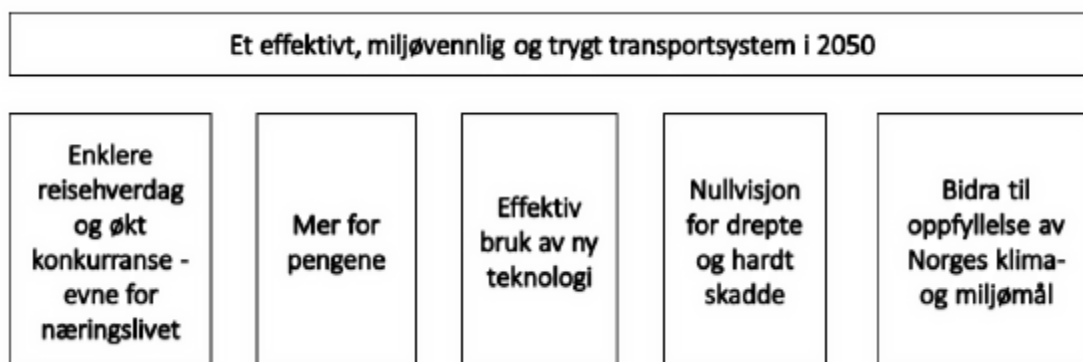 Et effektivt, miljøvennlig og trygt transportsystem i 2050
Enklere
reisehverdag
og økt
konkurranse -
evne for
næringslivet
Mer for
pengene
Effektiv
bruk av ny
teknologi
Nullvisjon
for drepte
og hardt
skadde
Bidra til
oppfyllelse av
Norges klima-
og miljømål